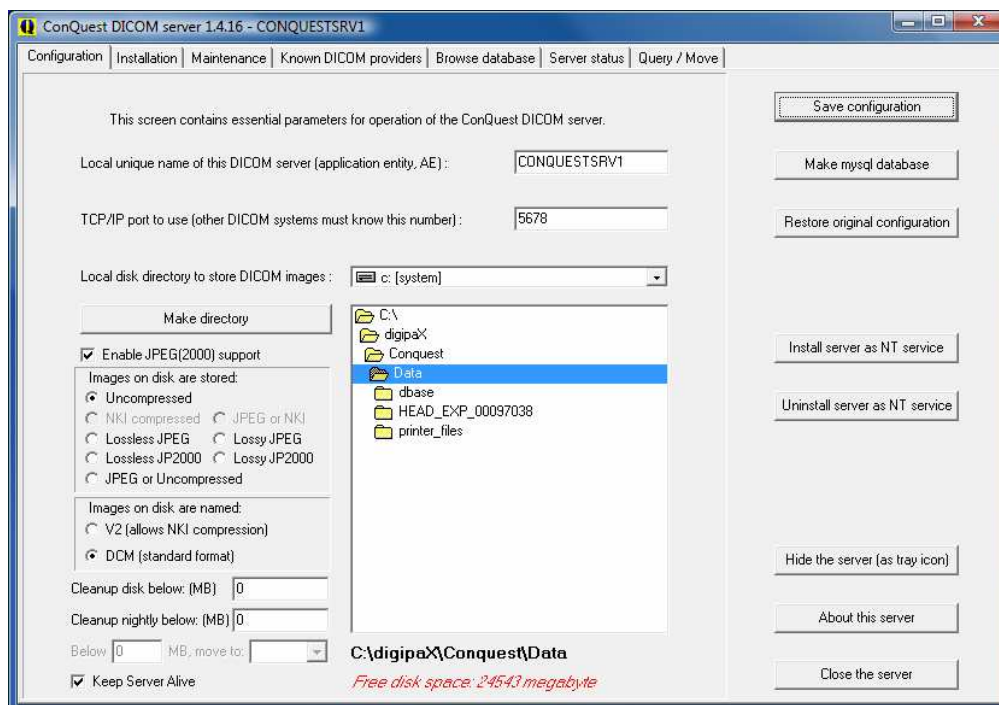 ConQuest DICOM server 1.4.16 - CONQUESTSRV1
Configuration Installation Maintenance Known DICOM providers Browse database Server status Query / Move
This screen contains essential parameters for operation of the ConQuest DICOM server.
Local unique name of this DICOM server (application entity, AE) : CONQUESTSRV1
TCP/IP port to use (other DICOM systems must know this number) : 5678
Local disk directory to store DICOM images : c: [system]
Make directory
Enable JPEG(2000) support
Images on disk are stored:
Uncompressed
NKI compressed JPEG or NKI
Lossless JPEG Lossy JPEG
Lossless JP2000 Lossy JP2000
JPEG or Uncompressed
Images on disk are named:
V2 (allows NKI compression)
DCM (standard format)
Cleanup disk below: (MB) 0
Cleanup nightly below: (MB) 0
Below 0 MB, move to:
Keep Server Alive
C:\
digipaX
Conquest
Data
dbase
HEAD_EXP_00097038
printer_files
C:\digipaX\Conquest\Data
Free disk space: 24543 megabyte
Save configuration
Make mysql database
Restore original configuration
Install server as NT service
Uninstall server as NT service
Hide the server (as tray icon)
About this server
Close the server